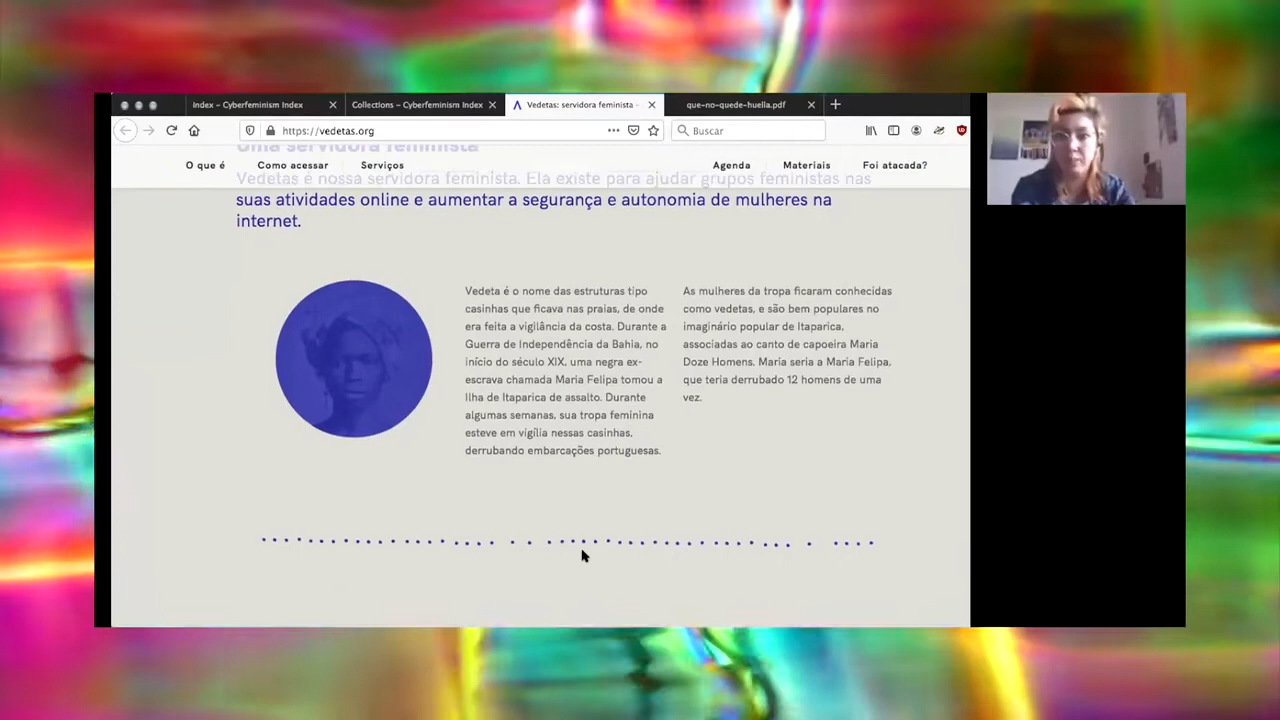 Index – Cyberfeminism Index
Collections – Cyberfeminism Index
Vedetas: servidora feminista -
que-no-quede-huella.pdf
https://vedetas.org
Buscar
Uma servidora feminista
O que é
Como acessar
Serviços
Agenda
Materiais
Foi atacada?
Vedetas é nossa servidora feminista. Ela existe para ajudar grupos feministas nas
suas atividades online e aumentar a segurança e autonomia de mulheres na
internet.
Vedeta é o nome das estruturas tipo
casinhas que ficava nas praias, de onde
era feita a vigilância da costa. Durante a
Guerra de Independência da Bahia, no
início do século XIX, uma negra ex-
escrava chamada Maria Felipa tomou a
Ilha de Itaparica de assalto. Durante
algumas semanas, sua tropa feminina
esteve em vigília nessas casinhas,
derrubando embarcações portuguesas.
As mulheres da tropa ficaram conhecidas
como vedetas, e são bem populares no
imaginário popular de Itaparica,
associadas ao canto de capoeira Maria
Doze Homens. Maria seria a Maria Felipa,
que teria derrubado 12 homens de uma
vez.